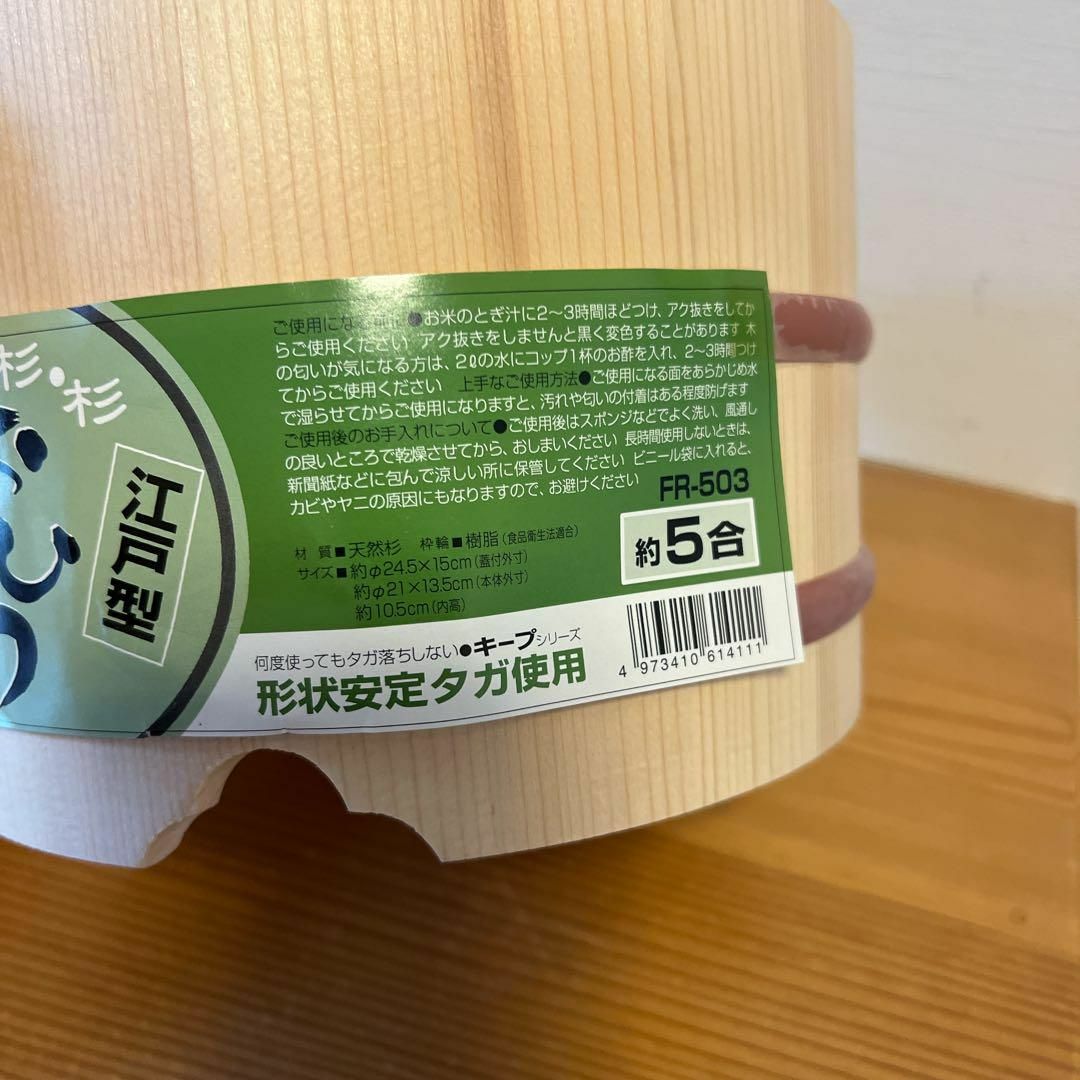 杉・杉
江戸型
ご使用になる前に●お米のとぎ汁に2～3時間ほどつけ、アク抜きをしてか
らご使用ください アク抜きをしませんと黒く変色することがあります 木
の匂いが気になる方は、2ℓの水にコップ1杯のお酢を入れ、2～3時間つけ
てからご使用ください 上手なご使用方法●ご使用になる面をあらかじめ水
で湿らせてからご使用になりますと、汚れや匂いの付着はある程度防げます
ご使用後のお手入れについて●ご使用後はスポンジなどでよく洗い、風通し
の良いところで乾燥させてから、おしまいください 長時間使用しないときは、
新聞紙などに包んで涼しい所に保管してください ビニール袋に入れると、
カビやヤニの原因にもなりますので、お避けください
FR-503
材質■天然杉 枠輪■樹脂(食品衛生法適合)
サイズ■約φ24.5×15cm(蓋付外寸)
約φ21×13.5cm(本体外寸)
約10.5cm(内高)
約5合
何度使ってもタガ落ちしない●キープシリーズ
形状安定タガ使用
4 973410 614111